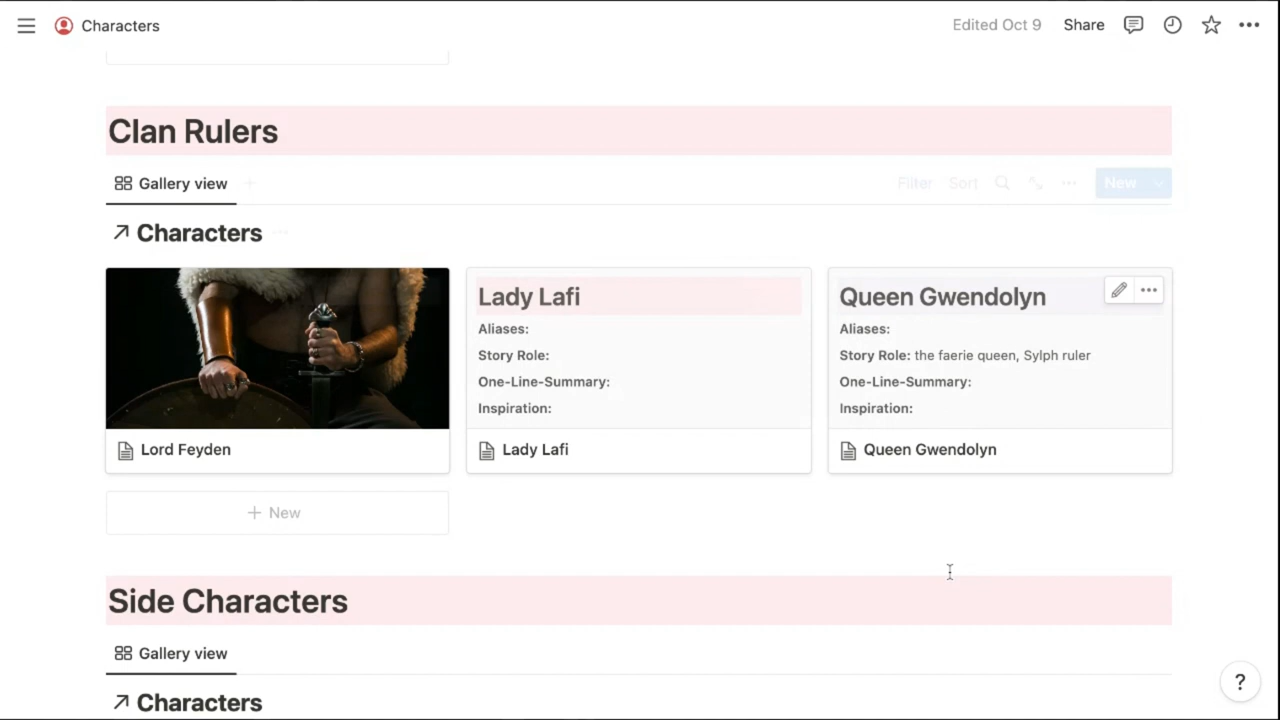 Characters
Edited Oct 9
Share
Clan Rulers
Gallery view
Filter
Sort
New
Characters
Lady Lafi
Aliases:
Story Role:
One-Line-Summary:
Inspiration:
Queen Gwendolyn
Aliases:
Story Role: the faerie queen, Sylph ruler
One-Line-Summary:
Inspiration:
Lord Feyden
Lady Lafi
Queen Gwendolyn
+ New
Side Characters
Gallery view
Characters
?